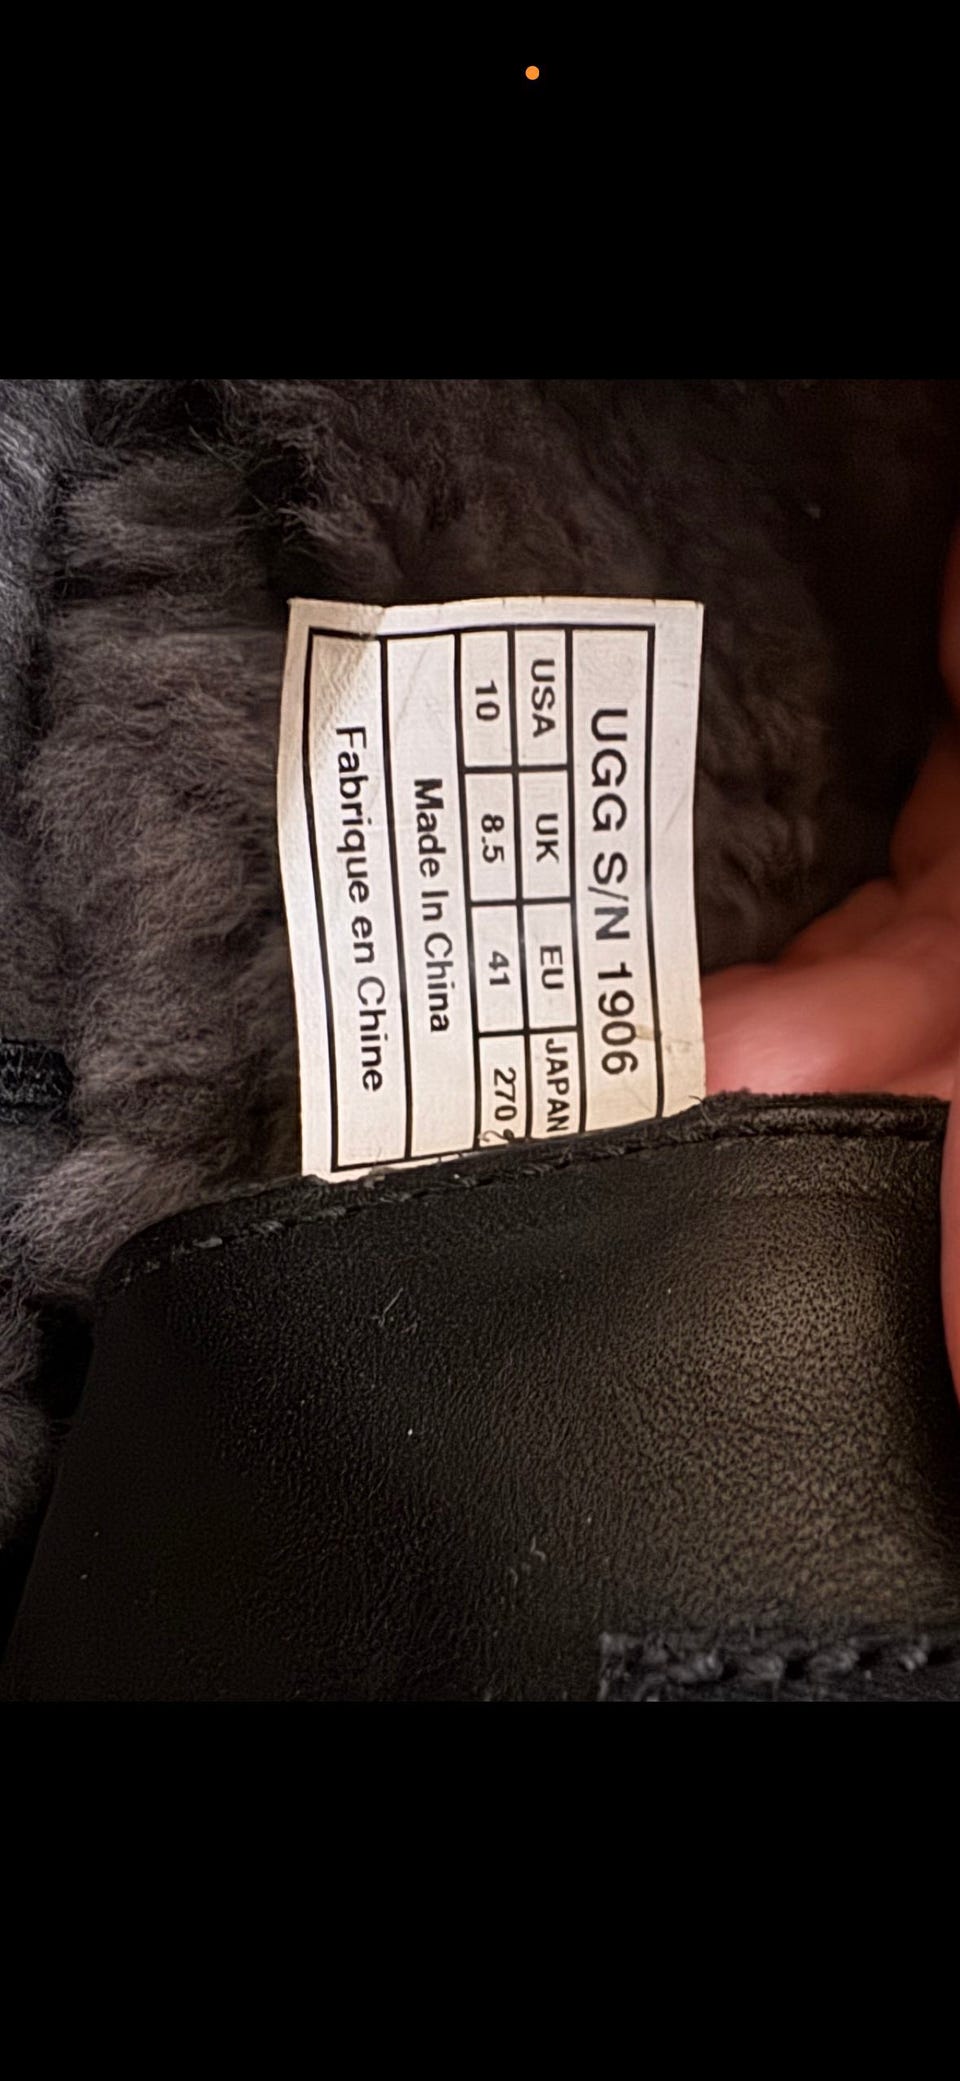 UGG S/N 1906
USA UK EU JAPAN
10 8.5 41 270
Made In China
Fabrique en Chine